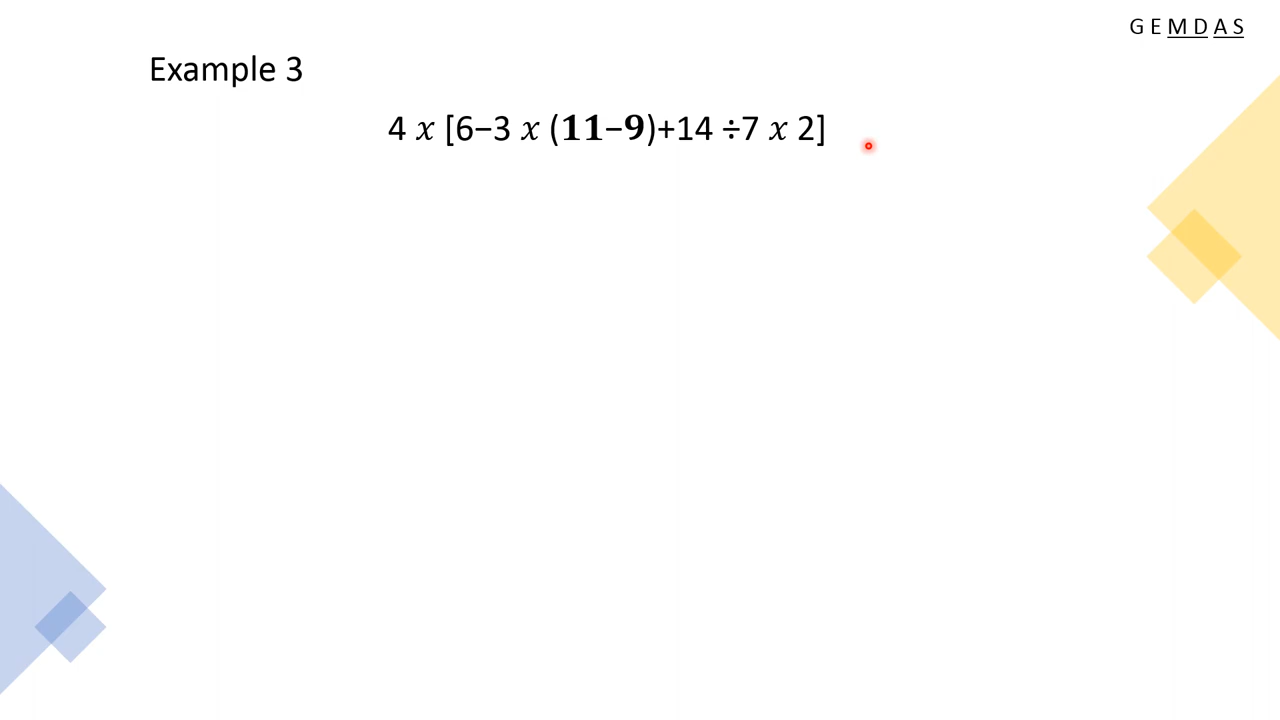 G E M D A S
Example 3
4 𝑥 [6−3 𝑥 (𝟏𝟏−𝟗)+14 ÷7 𝑥 2]